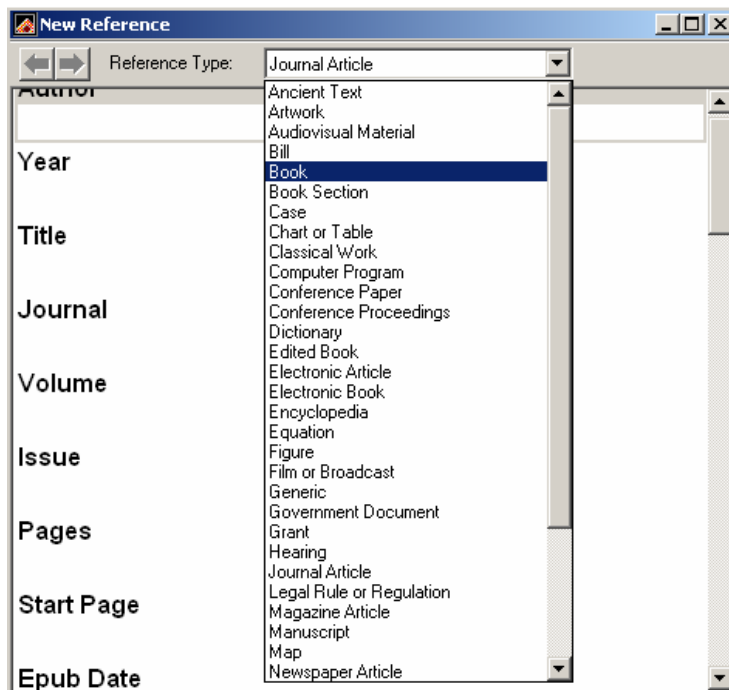 New Reference
Reference Type: Journal Article
Author
Year
Title
Journal
Volume
Issue
Pages
Start Page
Epub Date
Ancient Text
Artwork
Audiovisual Material
Bill
Book
Book Section
Case
Chart or Table
Classical Work
Computer Program
Conference Paper
Conference Proceedings
Dictionary
Edited Book
Electronic Article
Electronic Book
Encyclopedia
Equation
Figure
Film or Broadcast
Generic
Government Document
Grant
Hearing
Journal Article
Legal Rule or Regulation
Magazine Article
Manuscript
Map
Newspaper Article